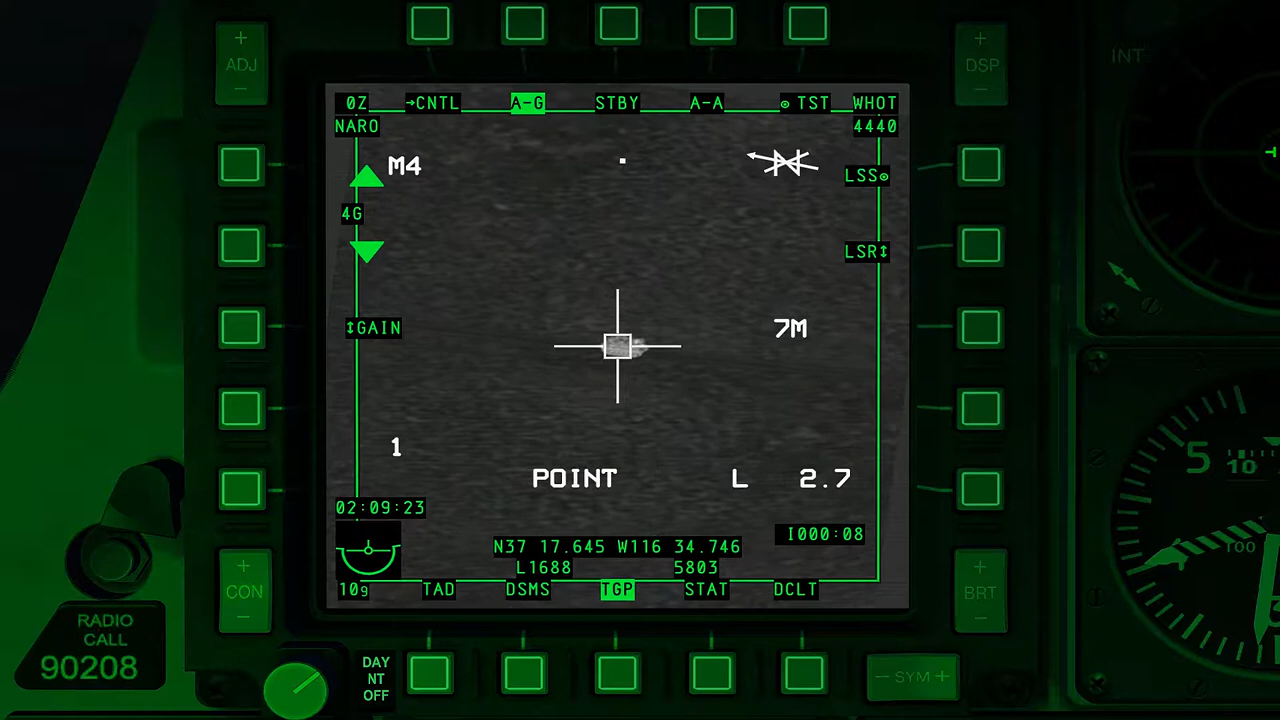 +
ADJ
−
+
DSP
−
INT
0Z →CNTL A-G STBY A-A TST WHOT
NARO 4440
M4
LSS
4G
LSR↕
↕GAIN
7M
1
POINT L 2.7
02:09:23
I000:08
N37 17.645 W116 34.746
L1688 5803
10g TAD DSMS TGP STAT DCLT
+
CON
−
+
BRT
−
5
10
100
RADIO
CALL
90208
DAY
NT
OFF
− SYM +